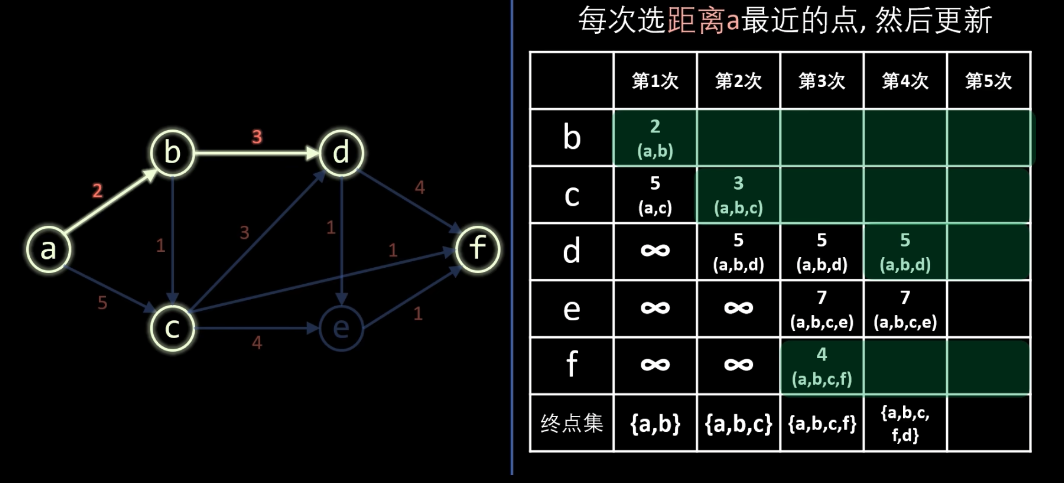 每次选距离a最近的点, 然后更新
2
3
b
d
4
a
1
3
1
1
f
5
c
4
e
1
第1次 第2次 第3次 第4次 第5次
b 2
(a,b)
c 5 3
(a,c) (a,b,c)
d ∞ 5 5 5
(a,b,d) (a,b,d) (a,b,d)
e ∞ ∞ 7 7
(a,b,c,e) (a,b,c,e)
f ∞ ∞ 4
(a,b,c,f)
终点集 {a,b} {a,b,c} {a,b,c,f} {a,b,c,
f,d}